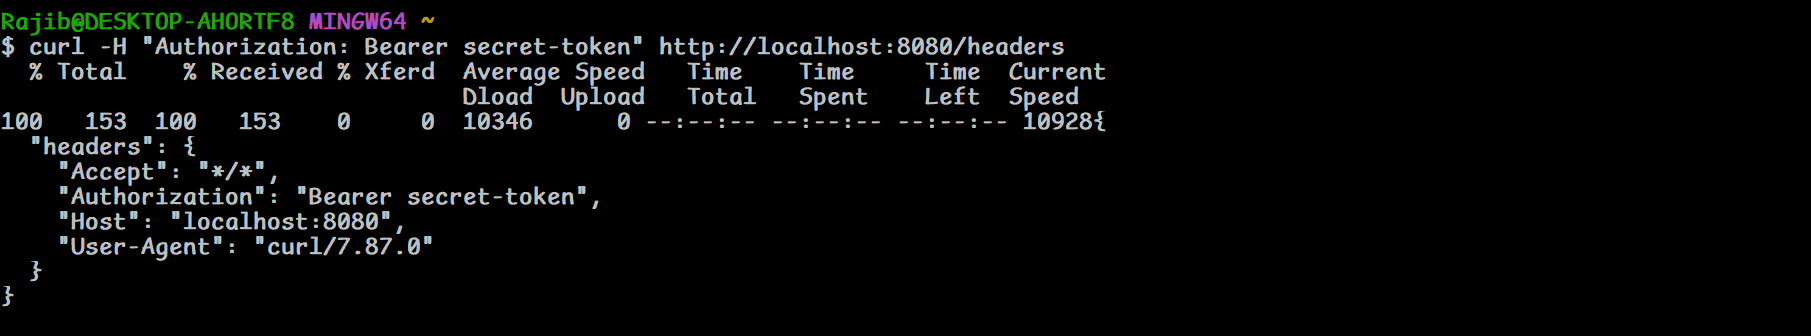 Rajib@DESKTOP-AHORTF8 MINGW64 ~
$ curl -H "Authorization: Bearer secret-token" http://localhost:8080/headers
  % Total    % Received % Xferd  Average Speed   Time    Time     Time  Current
                                 Dload  Upload   Total   Spent    Left  Speed
100   153  100   153    0     0  10346      0 --:--:-- --:--:-- --:--:-- 10928{
  "headers": {
    "Accept": "*/*",
    "Authorization": "Bearer secret-token",
    "Host": "localhost:8080",
    "User-Agent": "curl/7.87.0"
  }
}